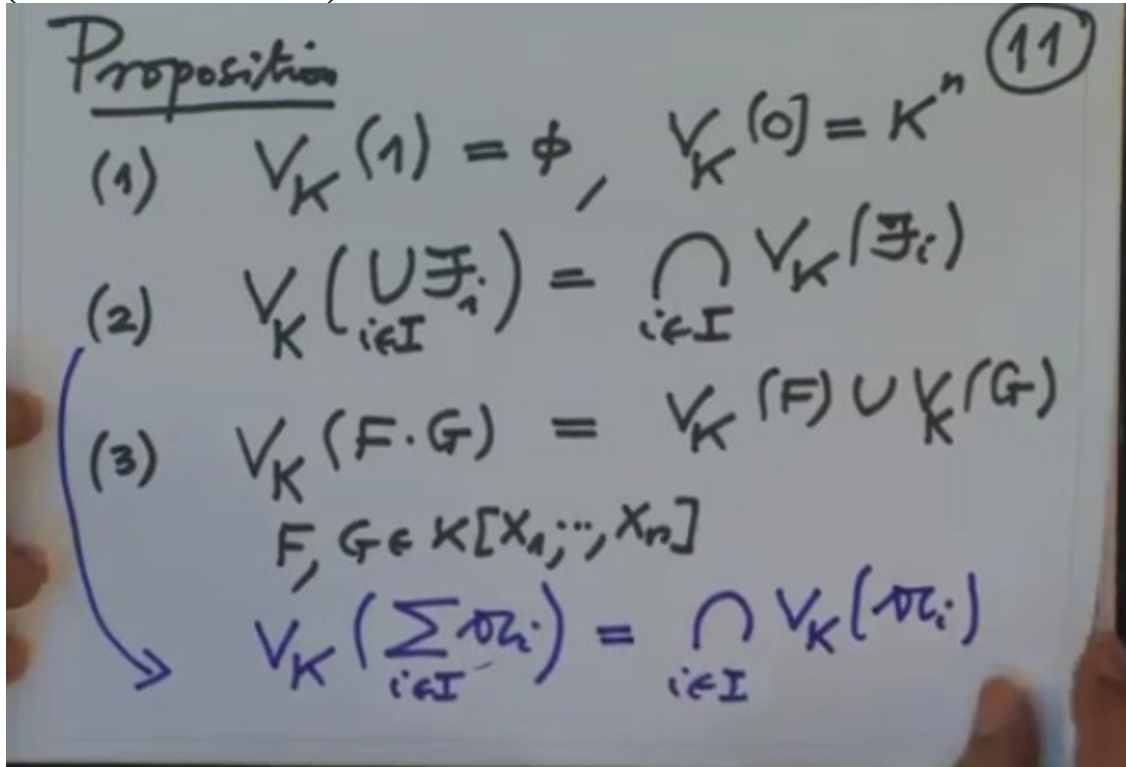 Proposition (11)
(1) V_K(1) = ϕ, V_K(0) = K^n
(2) V_K(∪_{i∈I} ℱ_i) = ∩_{i∈I} V_K(ℱ_i)
(3) V_K(F·G) = V_K(F) ∪ V_K(G)
F, G ∈ K[X_1,…,X_n]
V_K(∑_{i∈I} 𝔞_i) = ∩_{i∈I} V_K(𝔞_i)